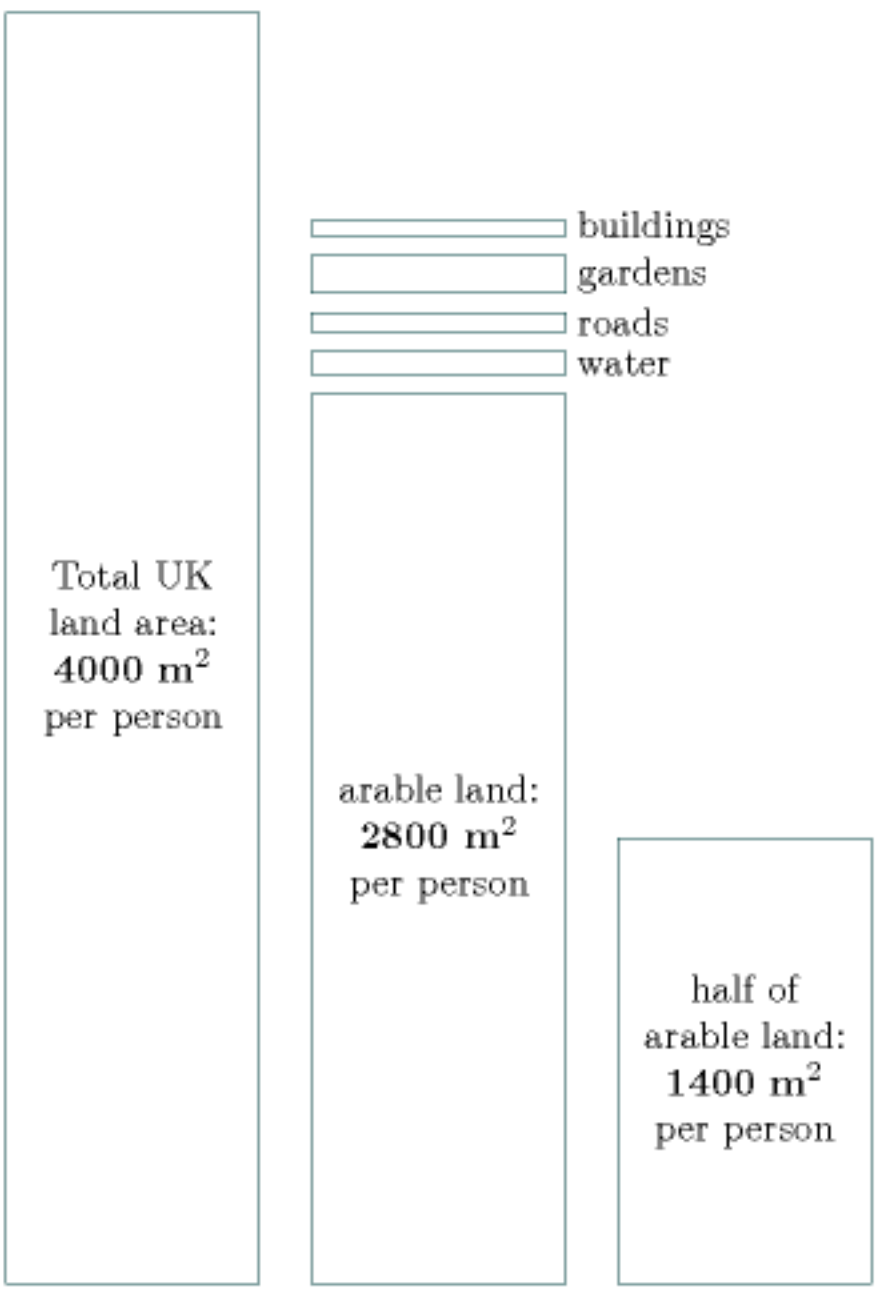 buildings
gardens
roads
water
Total UK
land area:
4000 m²
per person
arable land:
2800 m²
per person
half of
arable land:
1400 m²
per person